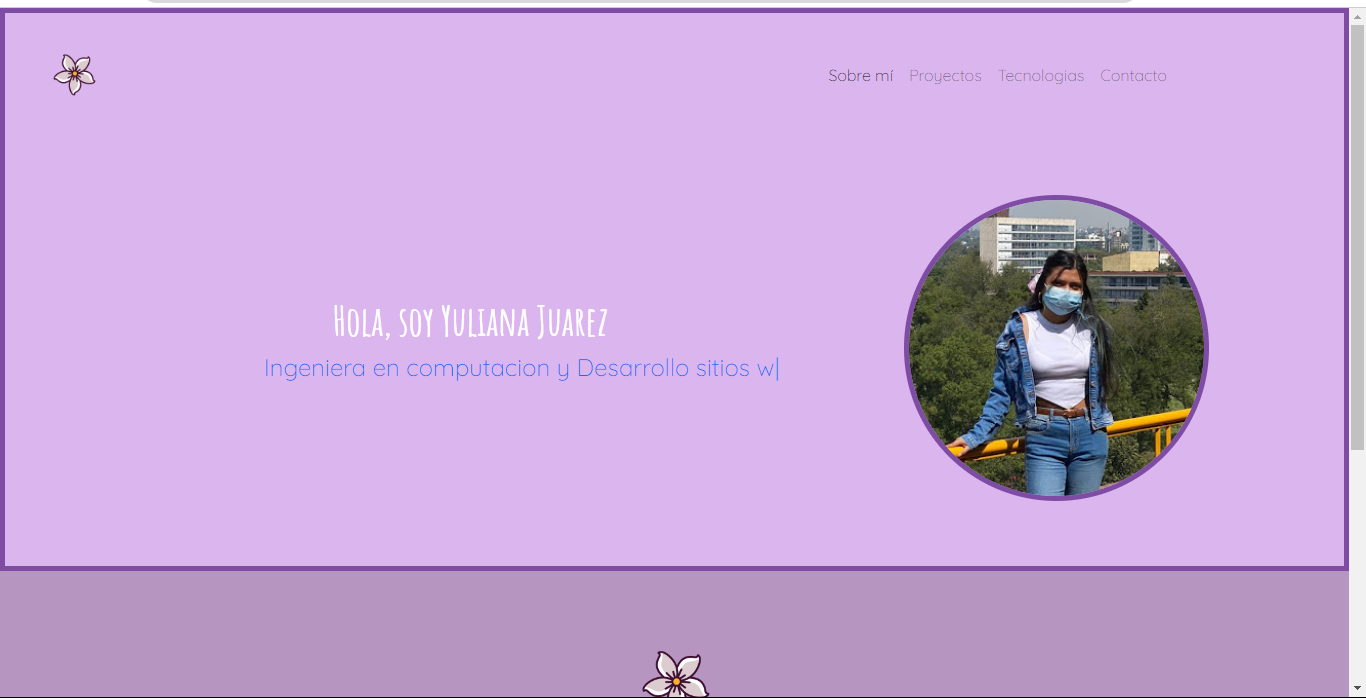 Sobre mí Proyectos Tecnologias Contacto
Hola, soy Yuliana Juarez
Ingeniera en computacion y Desarrollo sitios w|